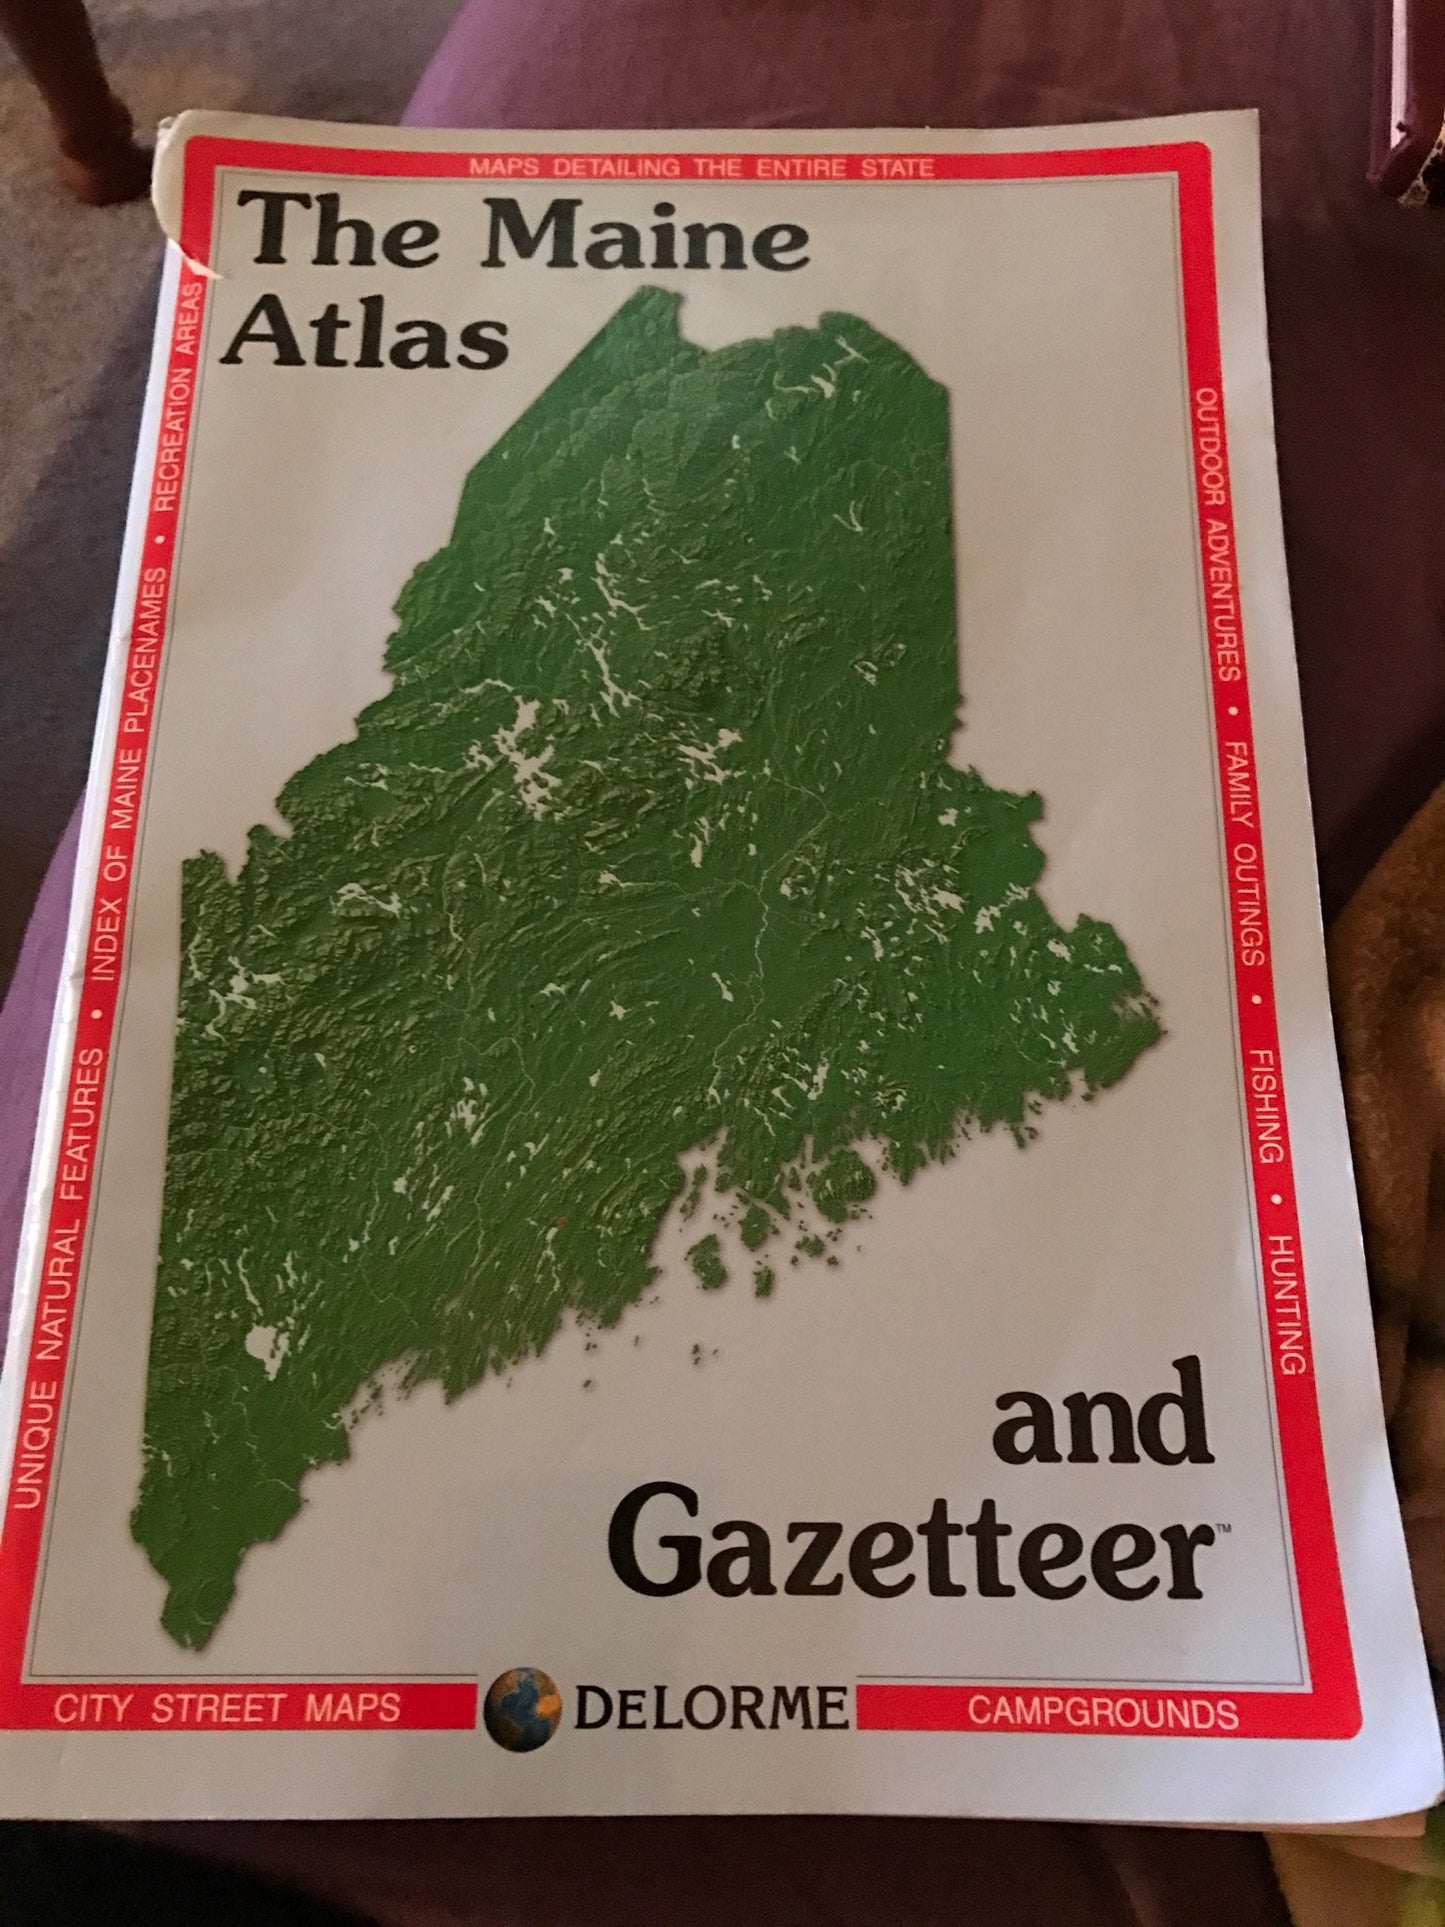 MAPS DETAILING THE ENTIRE STATE
The Maine
Atlas
UNIQUE NATURAL FEATURES • INDEX OF MAINE PLACENAMES • RECREATION AREAS
OUTDOOR ADVENTURES • FAMILY OUTINGS • FISHING • HUNTING
and
Gazetteer™
CITY STREET MAPS
DELORME
CAMPGROUNDS